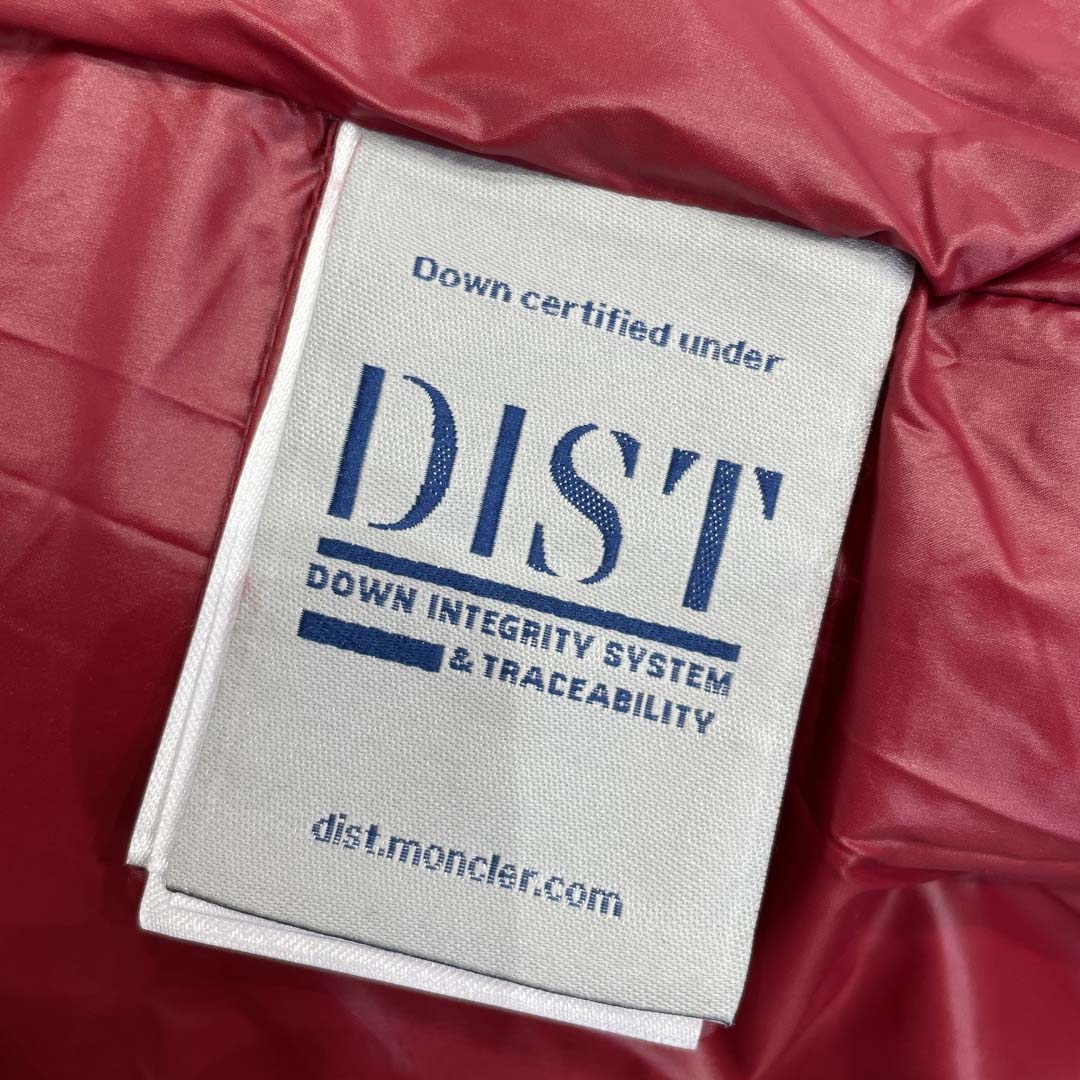 Down certified under
DIST
DOWN INTEGRITY SYSTEM
& TRACEABILITY
dist.moncler.com